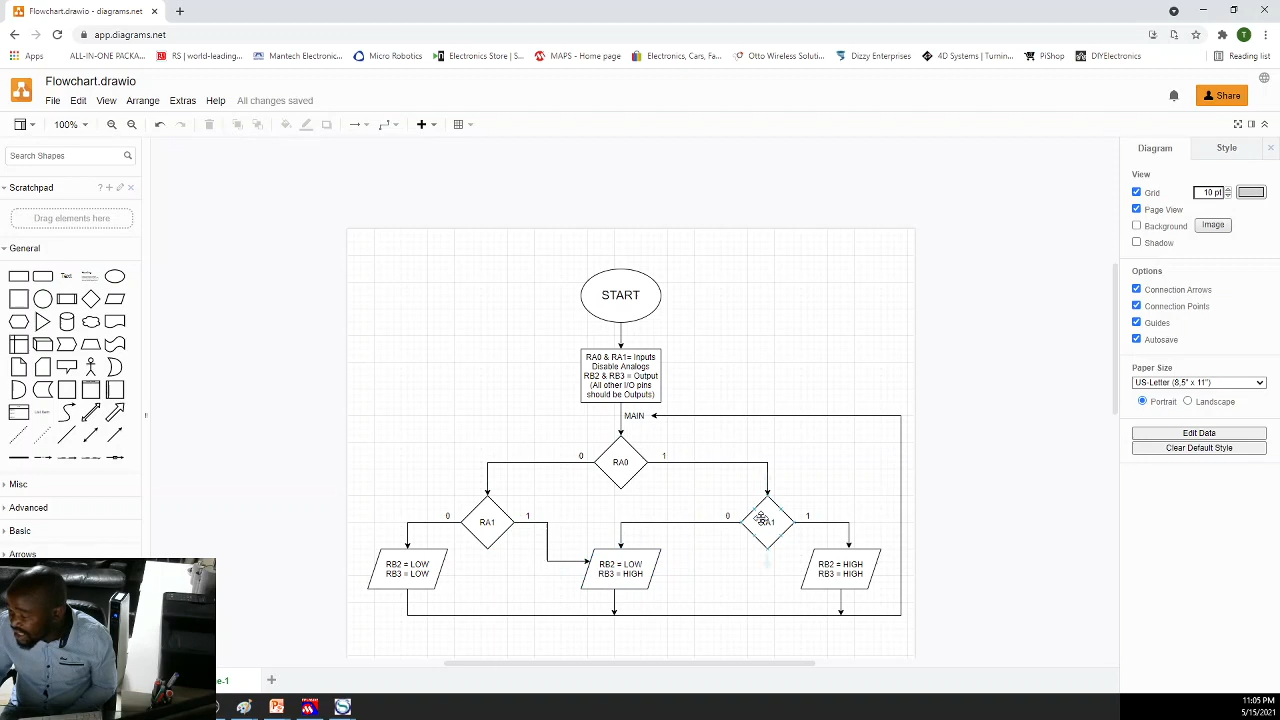 Flowchart.drawio - diagrams.net
app.diagrams.net
Apps
ALL-IN-ONE PACKA...
RS | world-leading...
Mantech Electronic...
Micro Robotics
Electronics | Store...
MAPS - Home page
Electronics, Cars, Fa...
Otto Wireless Soluti...
Dizzy Enterprises
4D Systems | Turnin...
PiShop
DIYElectronics
Reading list
Flowchart.drawio
File Edit View Arrange Extras Help All changes saved
Share
100%
Search Shapes
Scratchpad
Drag elements here
General
Text
Misc
Advanced
Basic
Arrows
START
RA0 & RA1= Inputs
Disable Analogs
RB2 & RB3 = Output
(All other I/O pins
should be Outputs)
MAIN
0 RA0 1
0 RA1 1
0 RA1 1
RB2 = LOW
RB3 = LOW
RB2 = LOW
RB3 = HIGH
RB2 = HIGH
RB3 = HIGH
Diagram Style
View
Grid 10 pt
Page View
Background Image
Shadow
Options
Connection Arrows
Connection Points
Guides
Autosave
Paper Size
US-Letter (8,5" x 11")
Portrait Landscape
Edit Data
Clear Default Style
e-1
11:05 PM
5/15/2021